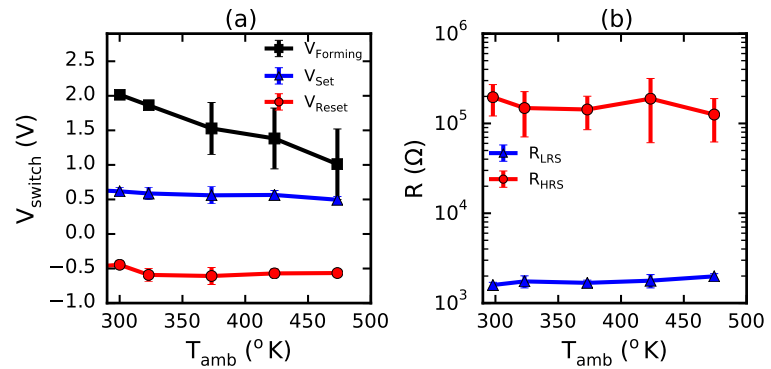 (a)
2.5
2.0
1.5
1.0
0.5
0.0
−0.5
−1.0
V_switch (V)
V_Forming
V_Set
V_Reset
300 350 400 450 500
T_amb (°K)
(b)
10^6
10^5
10^4
10^3
R (Ω)
R_LRS
R_HRS
300 350 400 450 500
T_amb (°K)